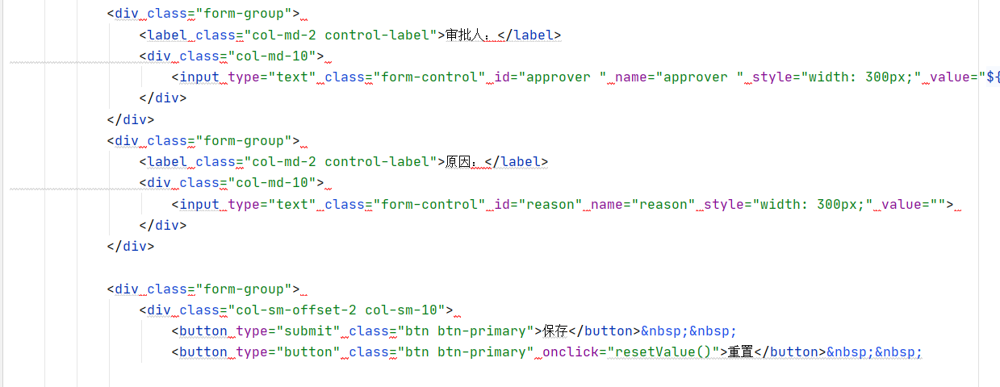 <div class="form-group">
<label class="col-md-2 control-label">审批人：</label>
<div class="col-md-10">
<input type="text" class="form-control" id="approver " name="approver " style="width: 300px;" value="${
</div>
</div>
<div class="form-group">
<label class="col-md-2 control-label">原因：</label>
<div class="col-md-10">
<input type="text" class="form-control" id="reason" name="reason" style="width: 300px;" value="">
</div>
</div>
<div class="form-group">
<div class="col-sm-offset-2 col-sm-10">
<button type="submit" class="btn btn-primary">保存</button>&nbsp;&nbsp;
<button type="button" class="btn btn-primary" onclick="resetValue()">重置</button>&nbsp;&nbsp;